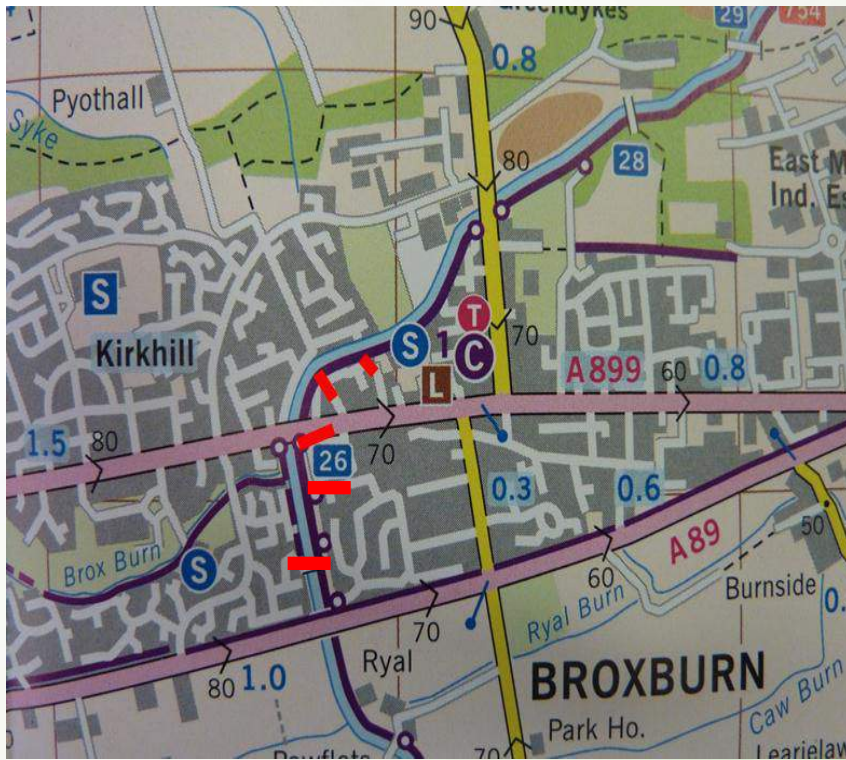 90
Greendykes
29
754
0.8
Pyothall
Syke
80
28
East M
Ind. Es
S
T
70
Kirkhill
S
1
C
L
A899
60
0.8
1.5
80
70
26
0.3
0.6
Brox Burn
S
A89
50
60
Burnside
0.
70
Ryal Burn
Ryal
80
1.0
BROXBURN
Caw Burn
Park Ho.
70
Learielaw